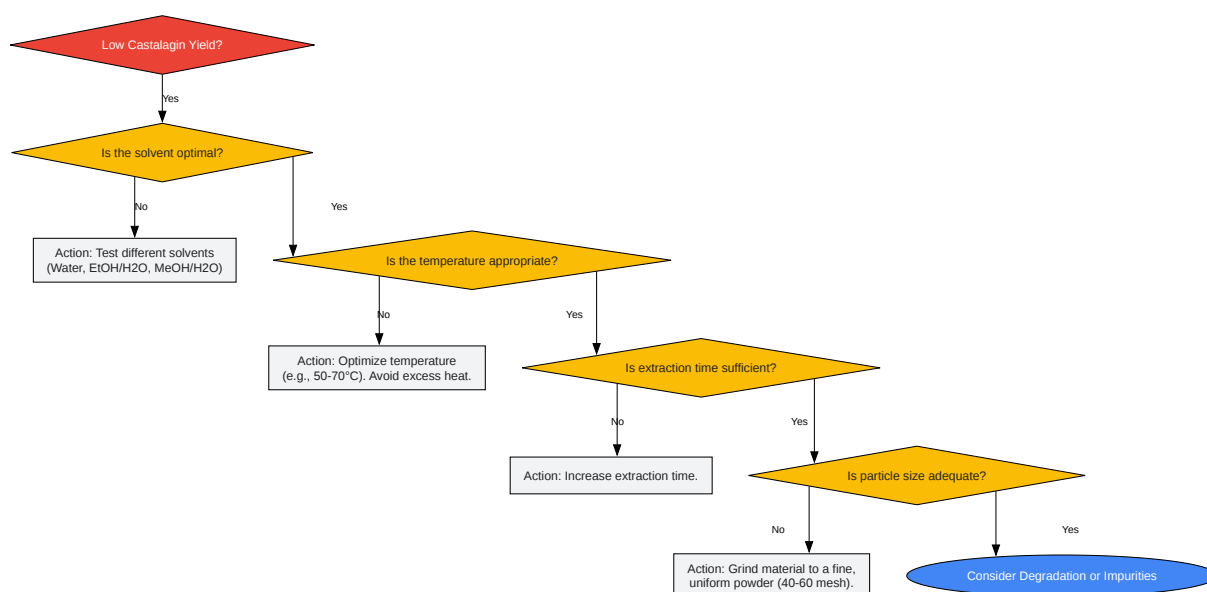 Low Castalagin Yield?
Yes
Is the solvent optimal?
No
Yes
Action: Test different solvents
(Water, EtOH/H2O, MeOH/H2O)
Is the temperature appropriate?
No
Yes
Action: Optimize temperature
(e.g., 50-70°C). Avoid excess heat.
Is extraction time sufficient?
No
Yes
Action: Increase extraction time.
Is particle size adequate?
No
Yes
Action: Grind material to a fine,
uniform powder (40-60 mesh).
Consider Degradation or Impurities